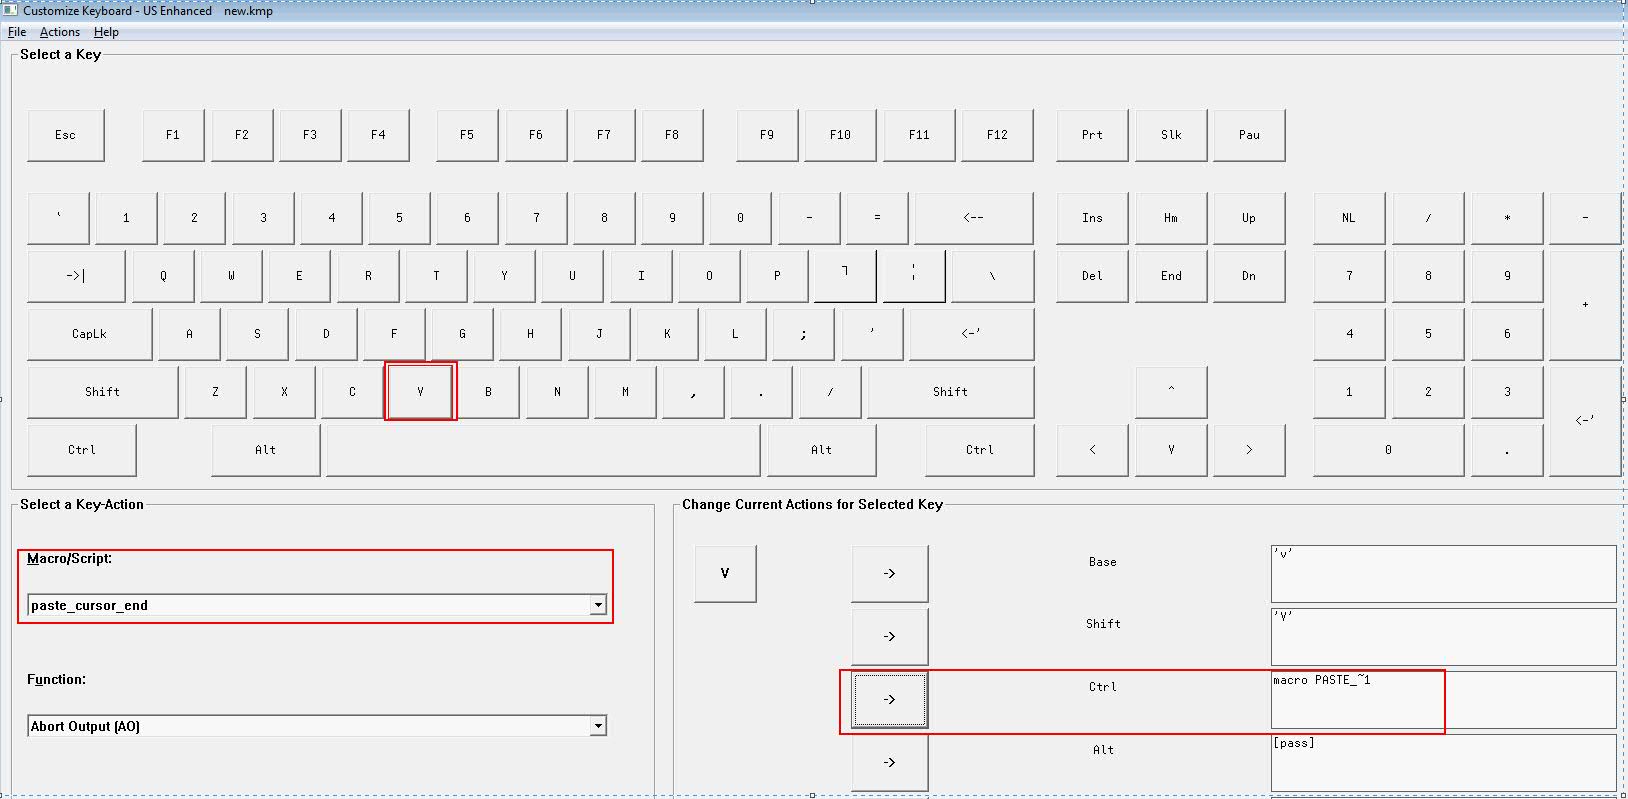 Customize Keyboard - US Enhanced new.kmp
File Actions Help
Select a Key
Esc F1 F2 F3 F4 F5 F6 F7 F8 F9 F10 F11 F12 Prt Slk Pau
` 1 2 3 4 5 6 7 8 9 0 - = <-- Ins Hm Up NL / * -
->| Q W E R T Y U I O P ㄱ ¦ \ Del End Dn 7 8 9 +
CapLk A S D F G H J K L ; ' <-' 4 5 6
Shift Z X C V B N M , . / Shift ^ 1 2 3 <-'
Ctrl Alt Alt Ctrl < V > 0 .
Select a Key-Action
Macro/Script:
paste_cursor_end
Function:
Abort Output (AO)
Change Current Actions for Selected Key
V -> Base 'v'
-> Shift 'V'
-> Ctrl macro PASTE_~1
-> Alt [pass]